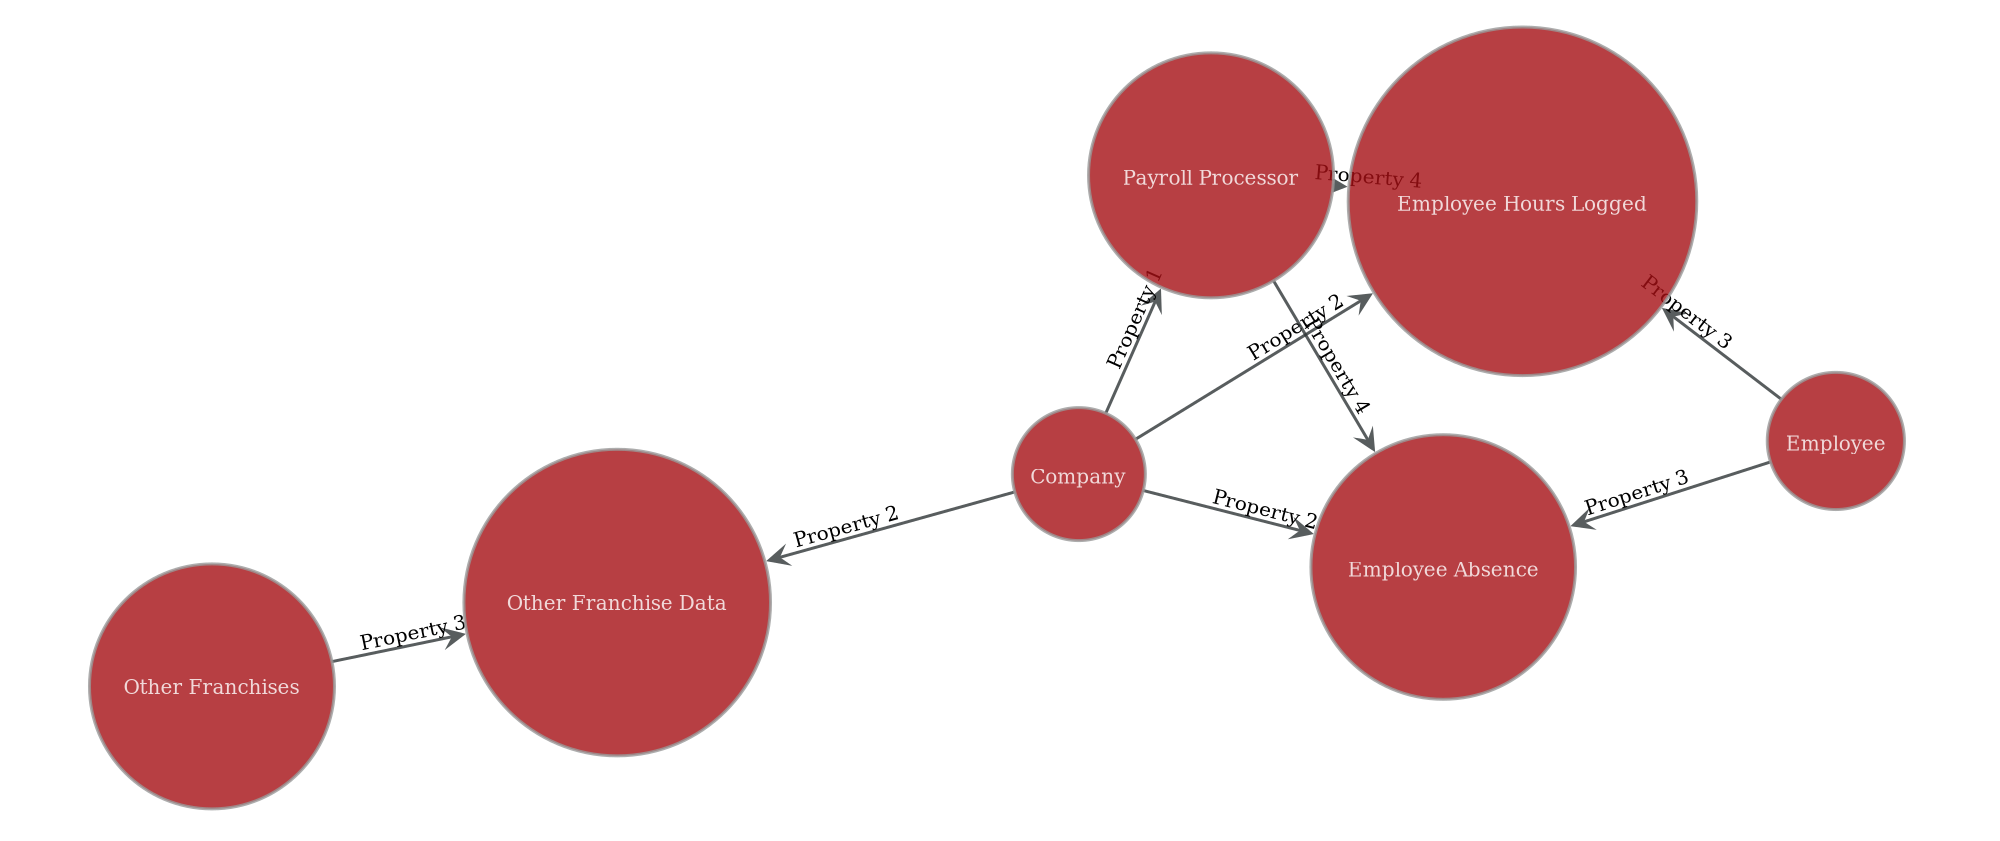 Payroll Processor
Property 4
Employee Hours Logged
Property 1
Property 2
Property 4
Property 3
Company
Employee
Property 2
Property 2
Property 3
Employee Absence
Other Franchise Data
Property 3
Other Franchises